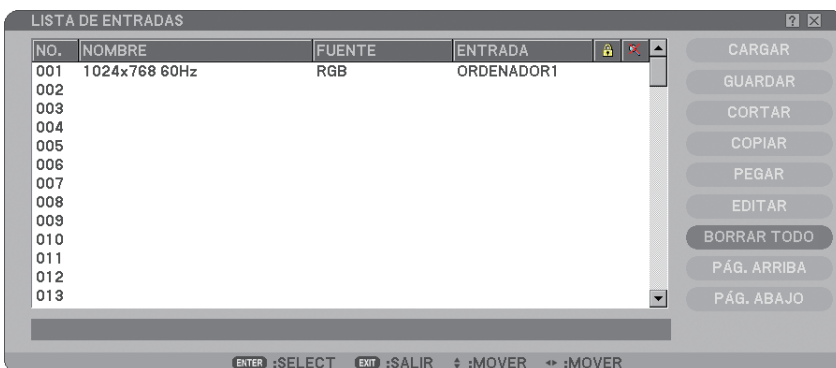 LISTA DE ENTRADAS
NO. NOMBRE FUENTE ENTRADA
001 1024x768 60Hz RGB ORDENADOR1
002
003
004
005
006
007
008
009
010
011
012
013
CARGAR
GUARDAR
CORTAR
COPIAR
PEGAR
EDITAR
BORRAR TODO
PÁG. ARRIBA
PÁG. ABAJO
ENTER :SELECT EXIT :SALIR :MOVER :MOVER